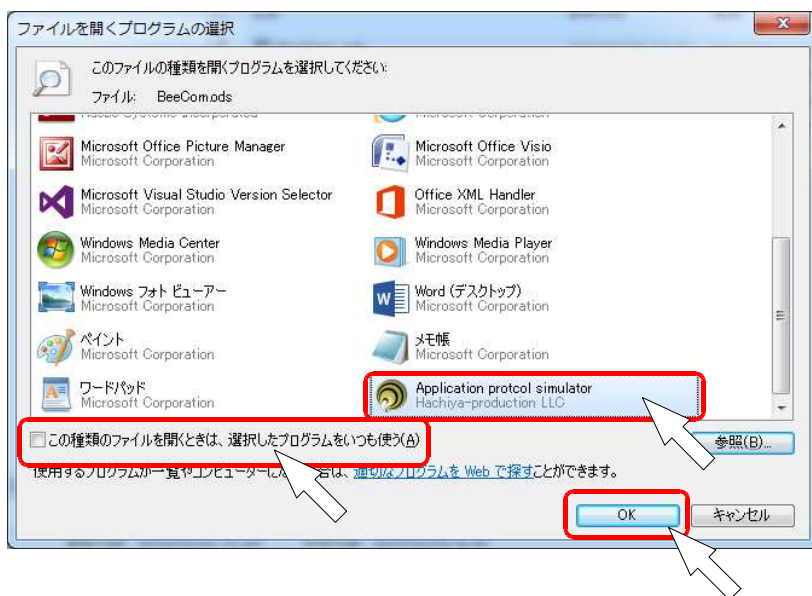 ファイルを開くプログラムの選択
このファイルの種類を開くプログラムを選択してください:
ファイル: BeeCom.ods
Microsoft Office Picture Manager
Microsoft Corporation
Microsoft Office Visio
Microsoft Corporation
Microsoft Visual Studio Version Selector
Microsoft Corporation
Office XML Handler
Microsoft Corporation
Windows Media Center
Microsoft Corporation
Windows Media Player
Microsoft Corporation
Windows フォト ビューアー
Microsoft Corporation
Word (デスクトップ)
Microsoft Corporation
ペイント
Microsoft Corporation
メモ帳
Microsoft Corporation
ワードパッド
Microsoft Corporation
Application protcol simulator
Hachiya-production LLC
この種類のファイルを開くときは、選択したプログラムをいつも使う(A)
参照(B)...
使用するプログラムが一覧やコンピューターにない場合は、適切なプログラムを Web で探すことができます。
OK
キャンセル